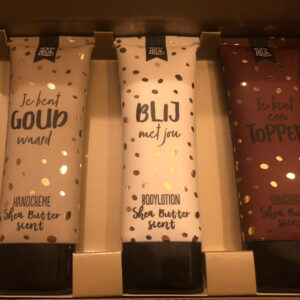 Je bent
GOUD
waard
HANDCRÈME
Shea Butter
scent
BLIJ
met jou
BODYLOTION
Shea Butter
scent
Je bent
een
TOPPER
Shea Butter
scent